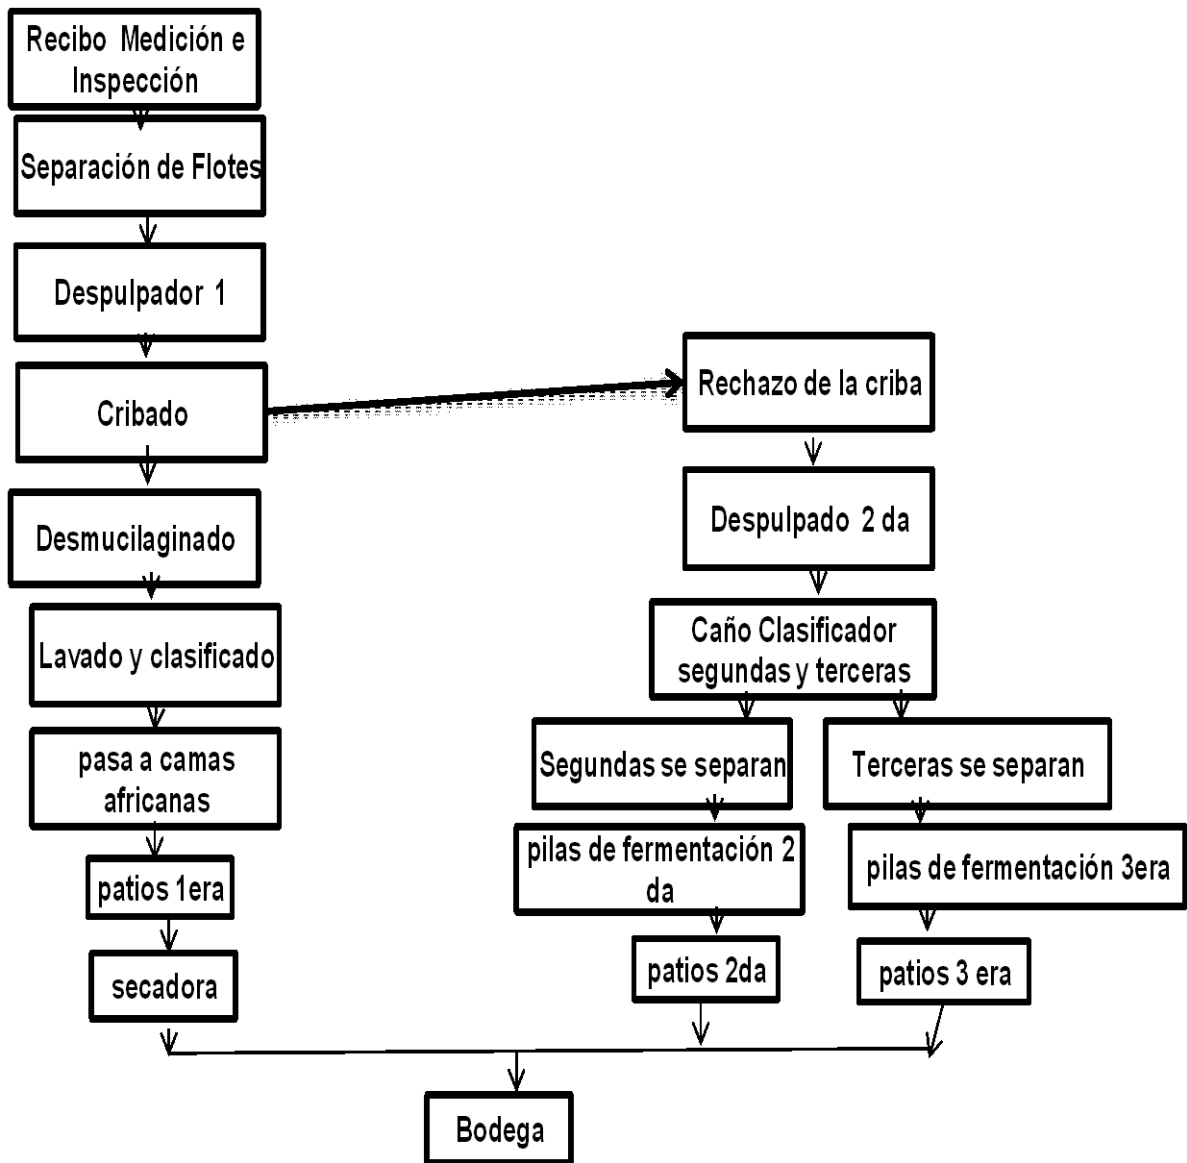 Recibo Medición e
Inspección
Separación de Flotes
Despulpador 1
Cribado
Desmucilaginado
Lavado y clasificado
pasa a camas
africanas
patios 1era
secadora
Rechazo de la criba
Despulpado 2 da
Caño Clasificador
segundas y terceras
Segundas se separan
pilas de fermentación 2
da
patios 2da
Terceras se separan
pilas de fermentación 3era
patios 3 era
Bodega